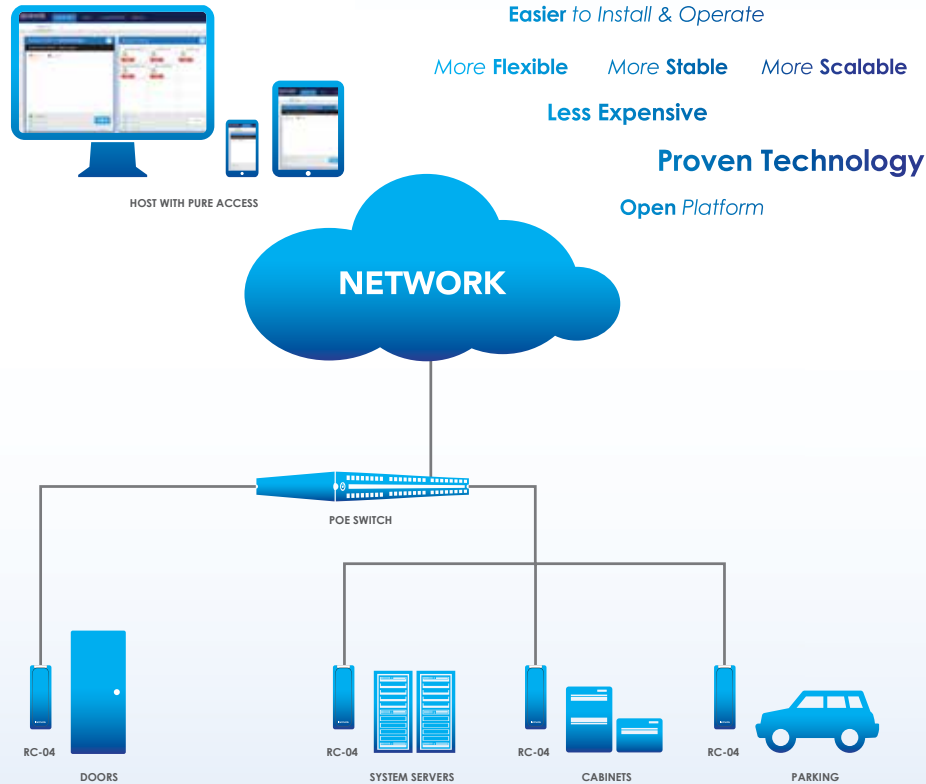 Easier to Install & Operate
More Flexible More Stable More Scalable
Less Expensive
Proven Technology
HOST WITH PURE ACCESS
Open Platform
NETWORK
POE SWITCH
RC-04 RC-04 RC-04 RC-04
DOORS SYSTEM SERVERS CABINETS PARKING